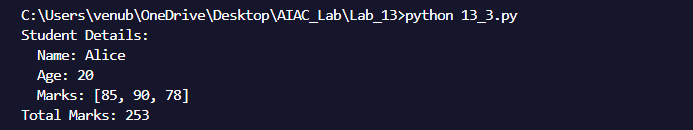 C:\Users\venub\OneDrive\Desktop\AIAC_Lab\Lab_13>python 13_3.py
Student Details:
  Name: Alice
  Age: 20
  Marks: [85, 90, 78]
Total Marks: 253